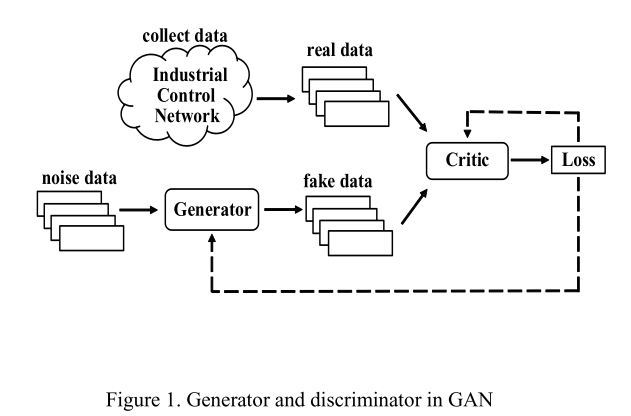 collect data
Industrial
Control
Network
real data
noise data
Generator
fake data
Critic
Loss
Figure 1. Generator and discriminator in GAN